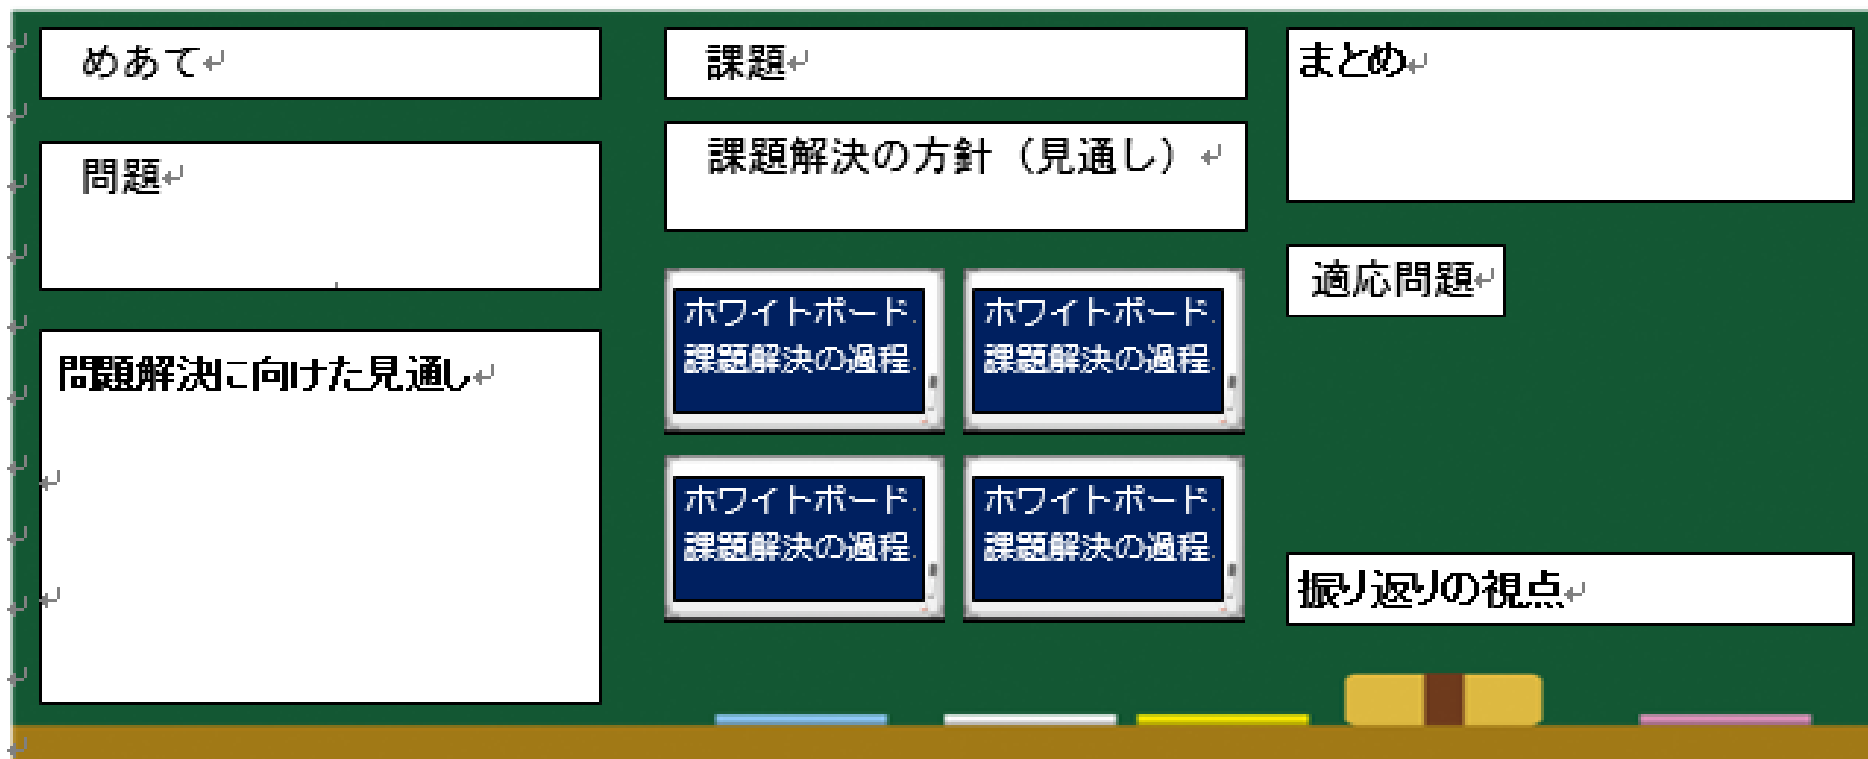 めあて
問題
問題解決に向けた見通し
課題
課題解決の方針（見通し）
ホワイトボード
課題解決の過程
ホワイトボード
課題解決の過程
ホワイトボード
課題解決の過程
ホワイトボード
課題解決の過程
まとめ
適応問題
振り返りの視点